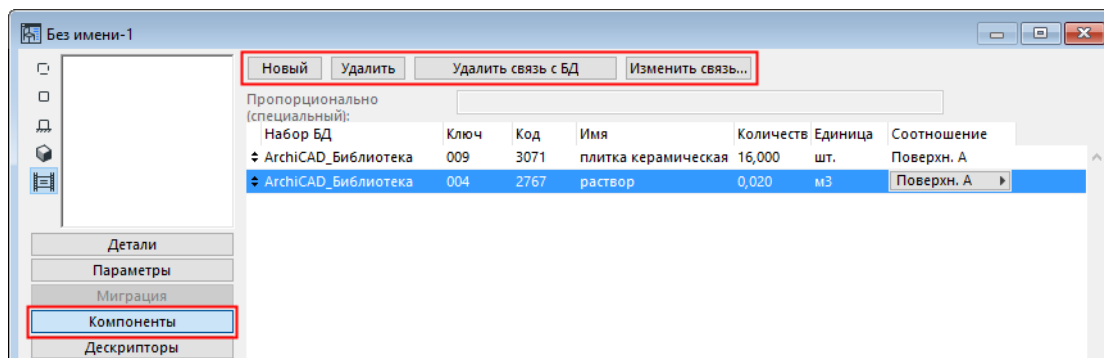 Без имени-1
Новый Удалить Удалить связь с БД Изменить связь...
Пропорционально
(специальный):
Набор БД Ключ Код Имя Количеств Единица Соотношение
ArchiCAD_Библиотека 009 3071 плитка керамическая 16,000 шт. Поверхн. А
ArchiCAD_Библиотека 004 2767 раствор 0,020 м3 Поверхн. А
Детали
Параметры
Миграция
Компоненты
Дескрипторы